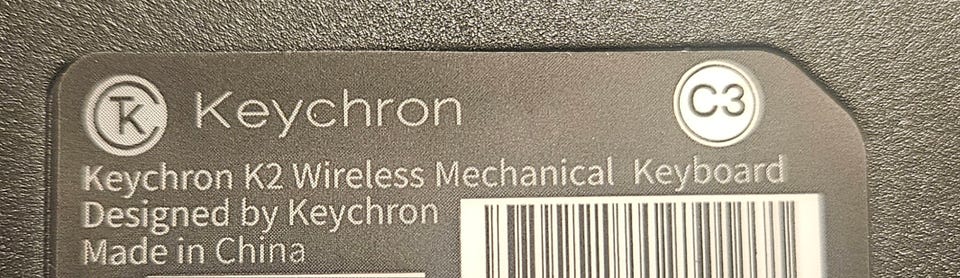 Keychron C3
Keychron K2 Wireless Mechanical Keyboard
Designed by Keychron
Made in China